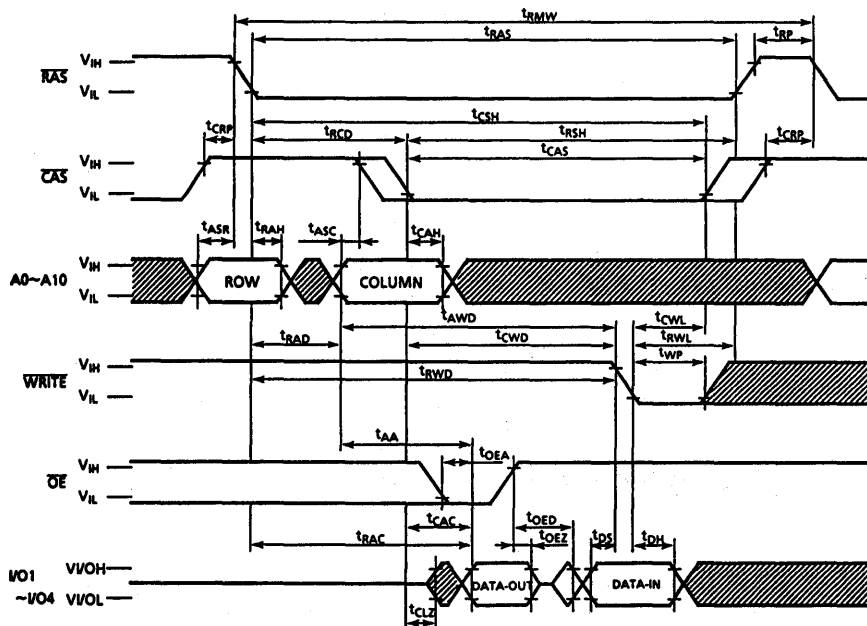 tRMW
tRAS
tRP
RAS
VIH
VIL
tCRP
tRCD
tCSH
tRSH
tCRP
tCAS
CAS
VIH
VIL
tASR
tRAH
tASC
tCAH
A0~A10
VIH
VIL
ROW
COLUMN
tAWD
tCWL
tRAD
tCWD
tRWL
tWP
WRITE
VIH
VIL
tRWD
tAA
tOEA
OE
VIH
VIL
tCAC
tOED
tRAC
tOEZ
tDS
tDH
I/O1
~I/O4
VI/OH
VI/OL
DATA-OUT
DATA-IN
tCLZ